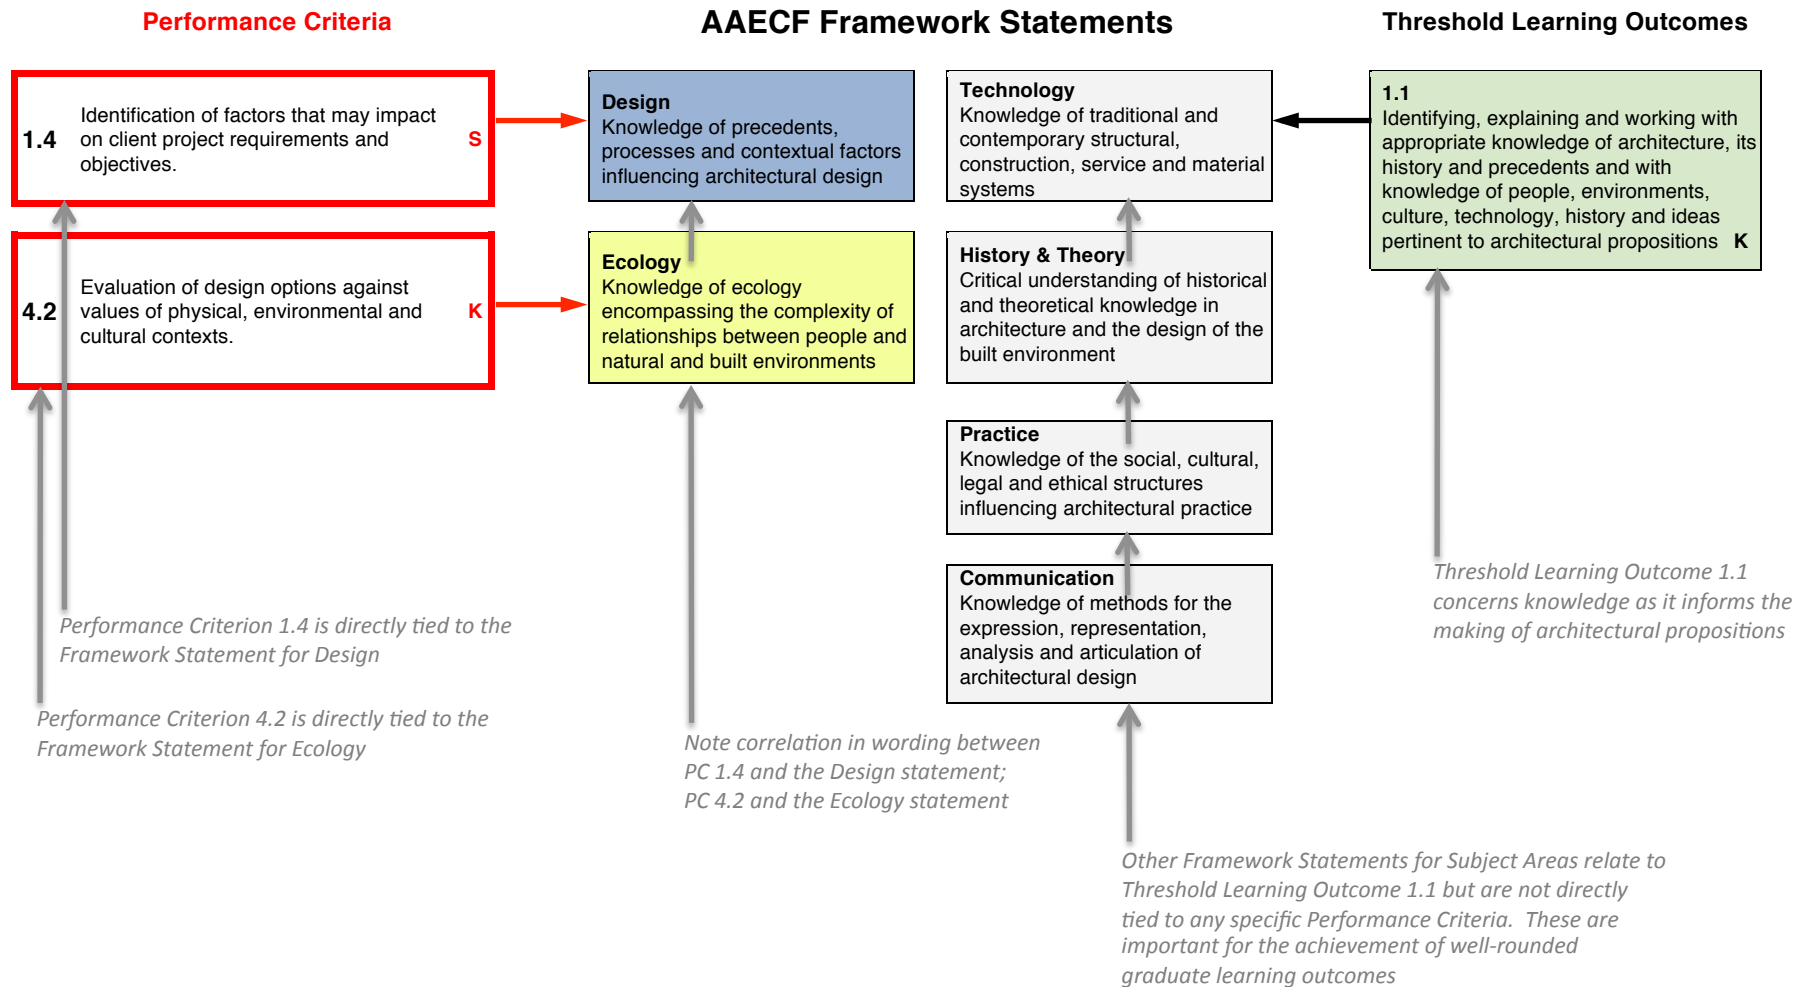 Performance Criteria
AAECF Framework Statements
Threshold Learning Outcomes
1.4
Identification of factors that may impact
on client project requirements and
objectives.
S
4.2
Evaluation of design options against
values of physical, environmental and
cultural contexts.
K
Design
Knowledge of precedents,
processes and contextual factors
influencing architectural design
Ecology
Knowledge of ecology
encompassing the complexity of
relationships between people and
natural and built environments
Technology
Knowledge of traditional and
contemporary structural,
construction, service and material
systems
History & Theory
Critical understanding of historical
and theoretical knowledge in
architecture and the design of the
built environment
Practice
Knowledge of the social, cultural,
legal and ethical structures
influencing architectural practice
Communication
Knowledge of methods for the
expression, representation,
analysis and articulation of
architectural design
1.1
Identifying, explaining and working with
appropriate knowledge of architecture, its
history and precedents and with
knowledge of people, environments,
culture, technology, history and ideas
pertinent to architectural propositions K
Performance Criterion 1.4 is directly tied to the
Framework Statement for Design
Performance Criterion 4.2 is directly tied to the
Framework Statement for Ecology
Note correlation in wording between
PC 1.4 and the Design statement;
PC 4.2 and the Ecology statement
Threshold Learning Outcome 1.1
concerns knowledge as it informs the
making of architectural propositions
Other Framework Statements for Subject Areas relate to
Threshold Learning Outcome 1.1 but are not directly
tied to any specific Performance Criteria. These are
important for the achievement of well-rounded
graduate learning outcomes